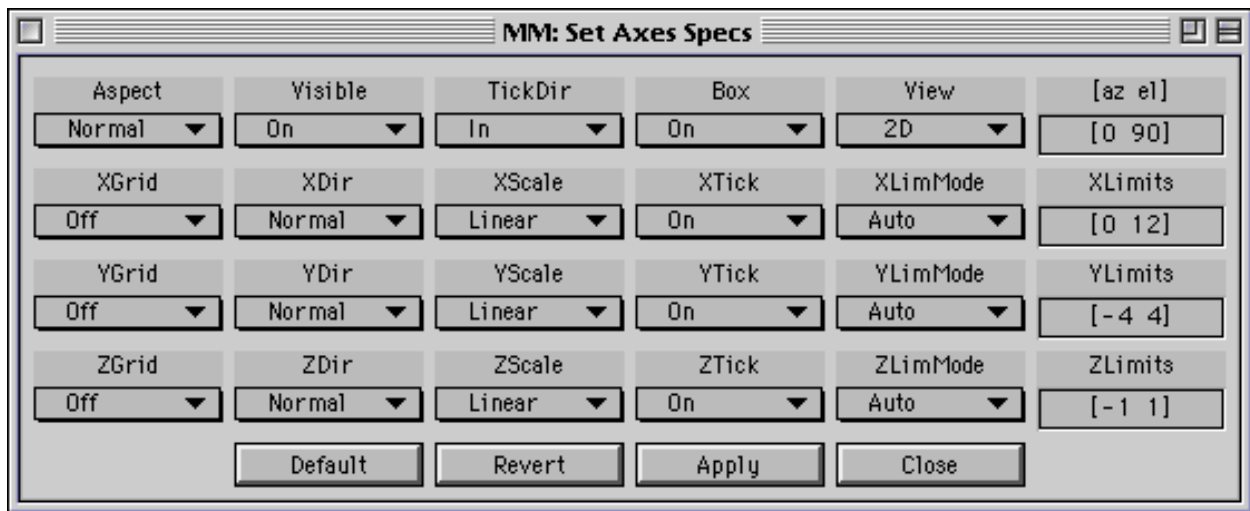 MM: Set Axes Specs
Aspect Visible TickDir Box View [az el]
Normal On In On 2D [0 90]
XGrid XDir XScale XTick XLimMode XLimits
Off Normal Linear On Auto [0 12]
YGrid YDir YScale YTick YLimMode YLimits
Off Normal Linear On Auto [-4 4]
ZGrid ZDir ZScale ZTick ZLimMode ZLimits
Off Normal Linear On Auto [-1 1]
Default Revert Apply Close